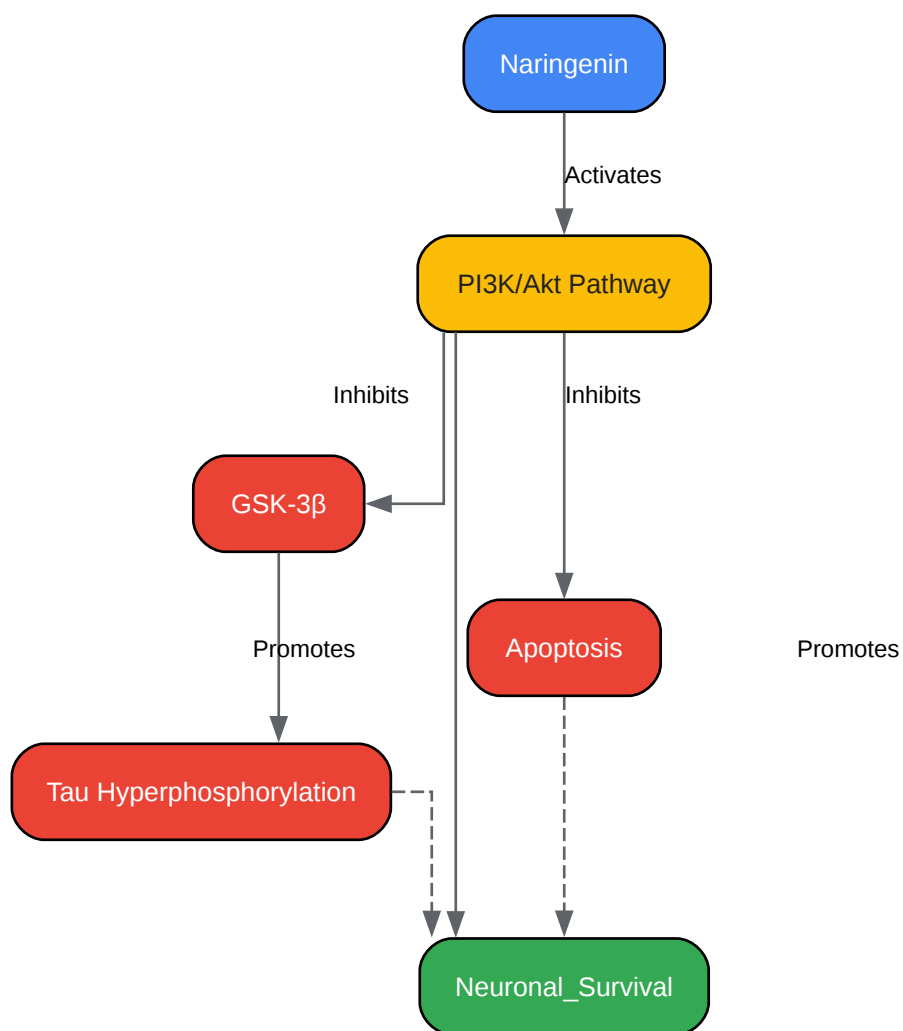 Naringenin
Activates
PI3K/Akt Pathway
Inhibits
Inhibits
GSK-3β
Promotes
Apoptosis
Promotes
Tau Hyperphosphorylation
Neuronal_Survival